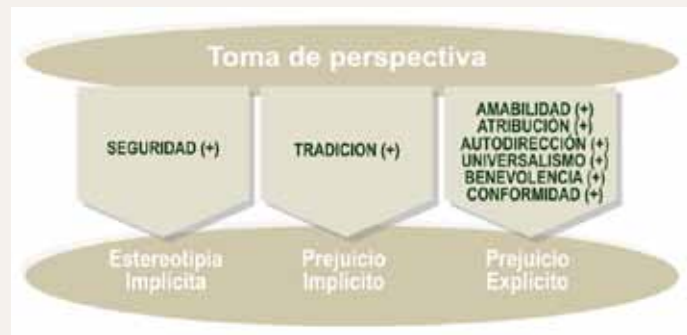 Toma de perspectiva
SEGURIDAD (+)
TRADICION (+)
AMABILIDAD (+)
ATRIBUCIÓN (+)
AUTODIRECCIÓN (+)
UNIVERSALISMO (+)
BENEVOLENCIA (+)
CONFORMIDAD (+)
Estereotipia
Implícita
Prejuicio
Implícito
Prejuicio
Explícito